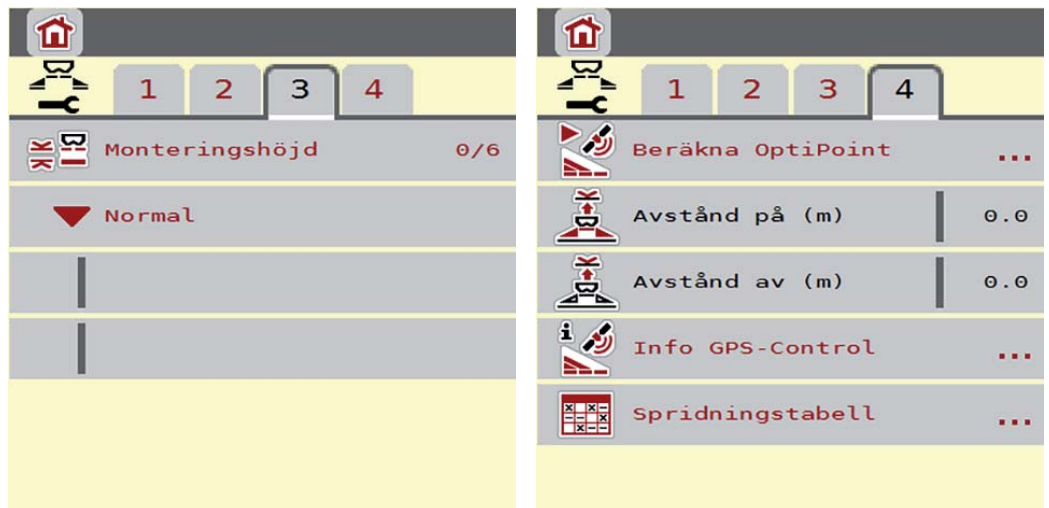 1 2 3 4
Monteringshöjd 0/6
Normal
1 2 3 4
Beräkna OptiPoint ...
Avstånd på (m) 0.0
Avstånd av (m) 0.0
Info GPS-Control ...
Spridningstabell ...